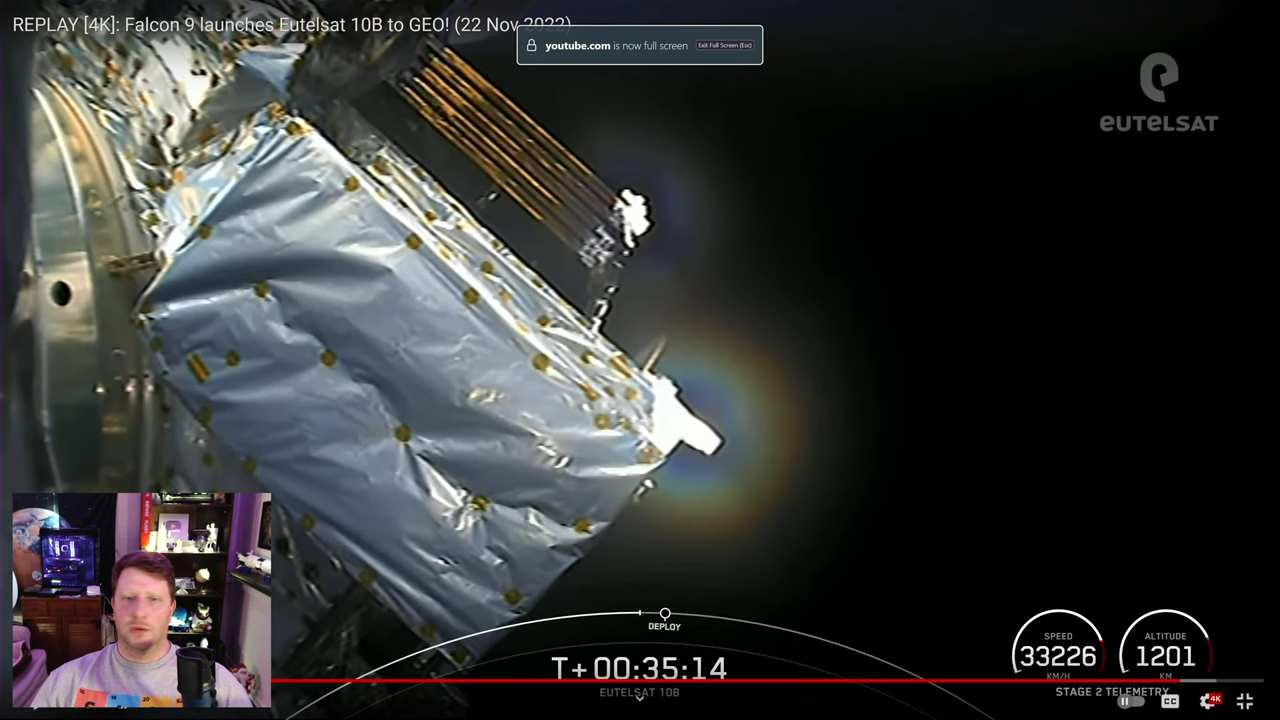 REPLAY [4K]: Falcon 9 launches Eutelsat 10B to GEO! (22 Nov 2022)
youtube.com is now full screen Exit Full Screen (Esc)
eUTeLSAT
DEPLOY
T+ 00:35:14
EUTELSAT 10B
SPEED
33226
KM/H
ALTITUDE
1201
KM
STAGE 2 TELEMETRY
CC
4K